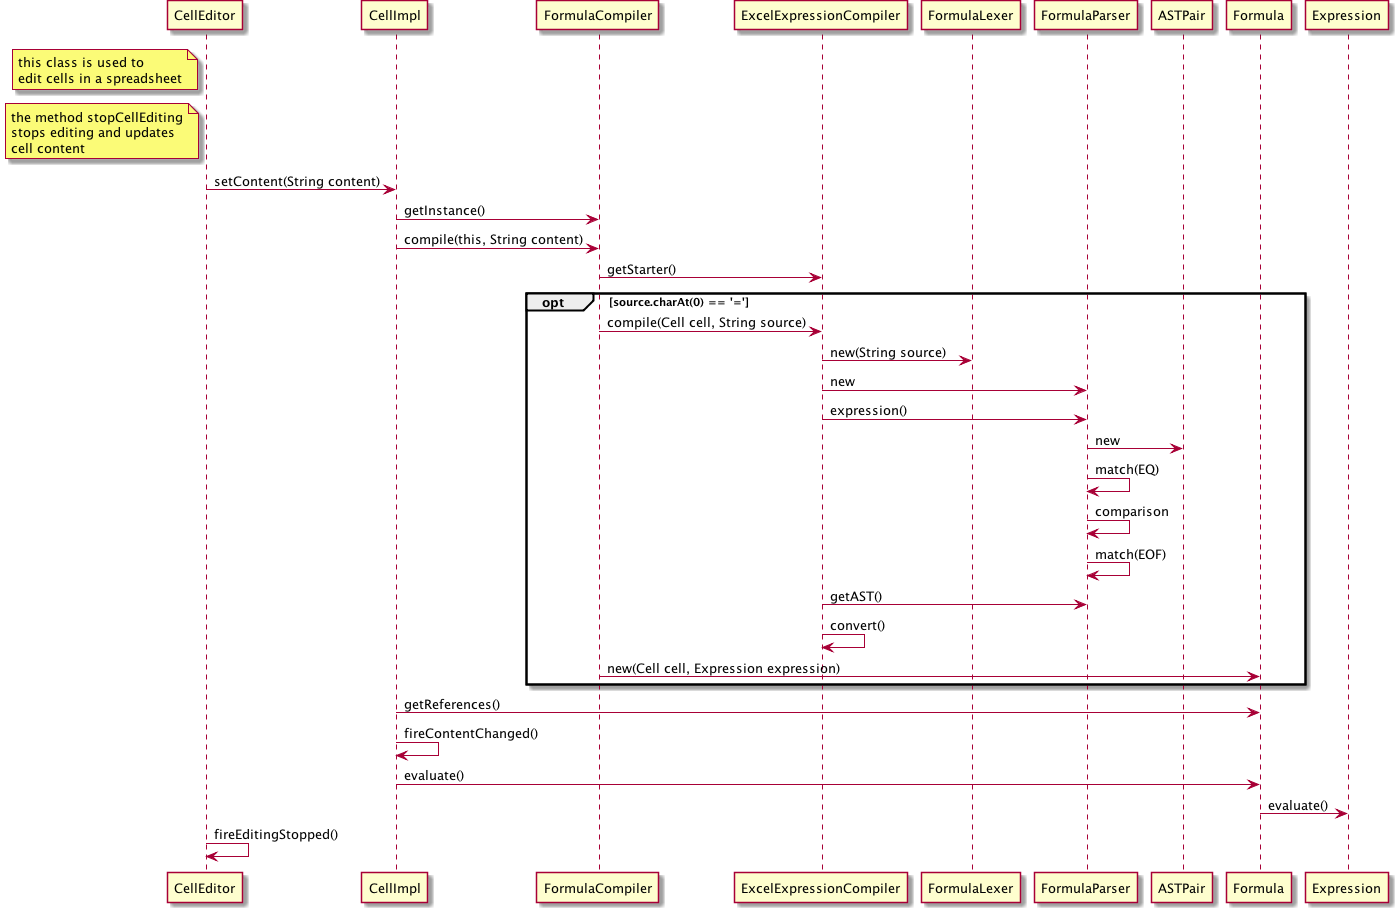 CellEditor
CellImpl
FormulaCompiler
ExcelExpressionCompiler
FormulaLexer
FormulaParser
ASTPair
Formula
Expression
this class is used to
edit cells in a spreadsheet
the method stopCellEditing
stops editing and updates
cell content
setContent(String content)
getInstance()
compile(this, String content)
getStarter()
opt
[source.charAt(0) == '=']
compile(Cell cell, String source)
new(String source)
new
expression()
new
match(EQ)
comparison
match(EOF)
getAST()
convert()
new(Cell cell, Expression expression)
getReferences()
fireContentChanged()
evaluate()
evaluate()
fireEditingStopped()
CellEditor
CellImpl
FormulaCompiler
ExcelExpressionCompiler
FormulaLexer
FormulaParser
ASTPair
Formula
Expression